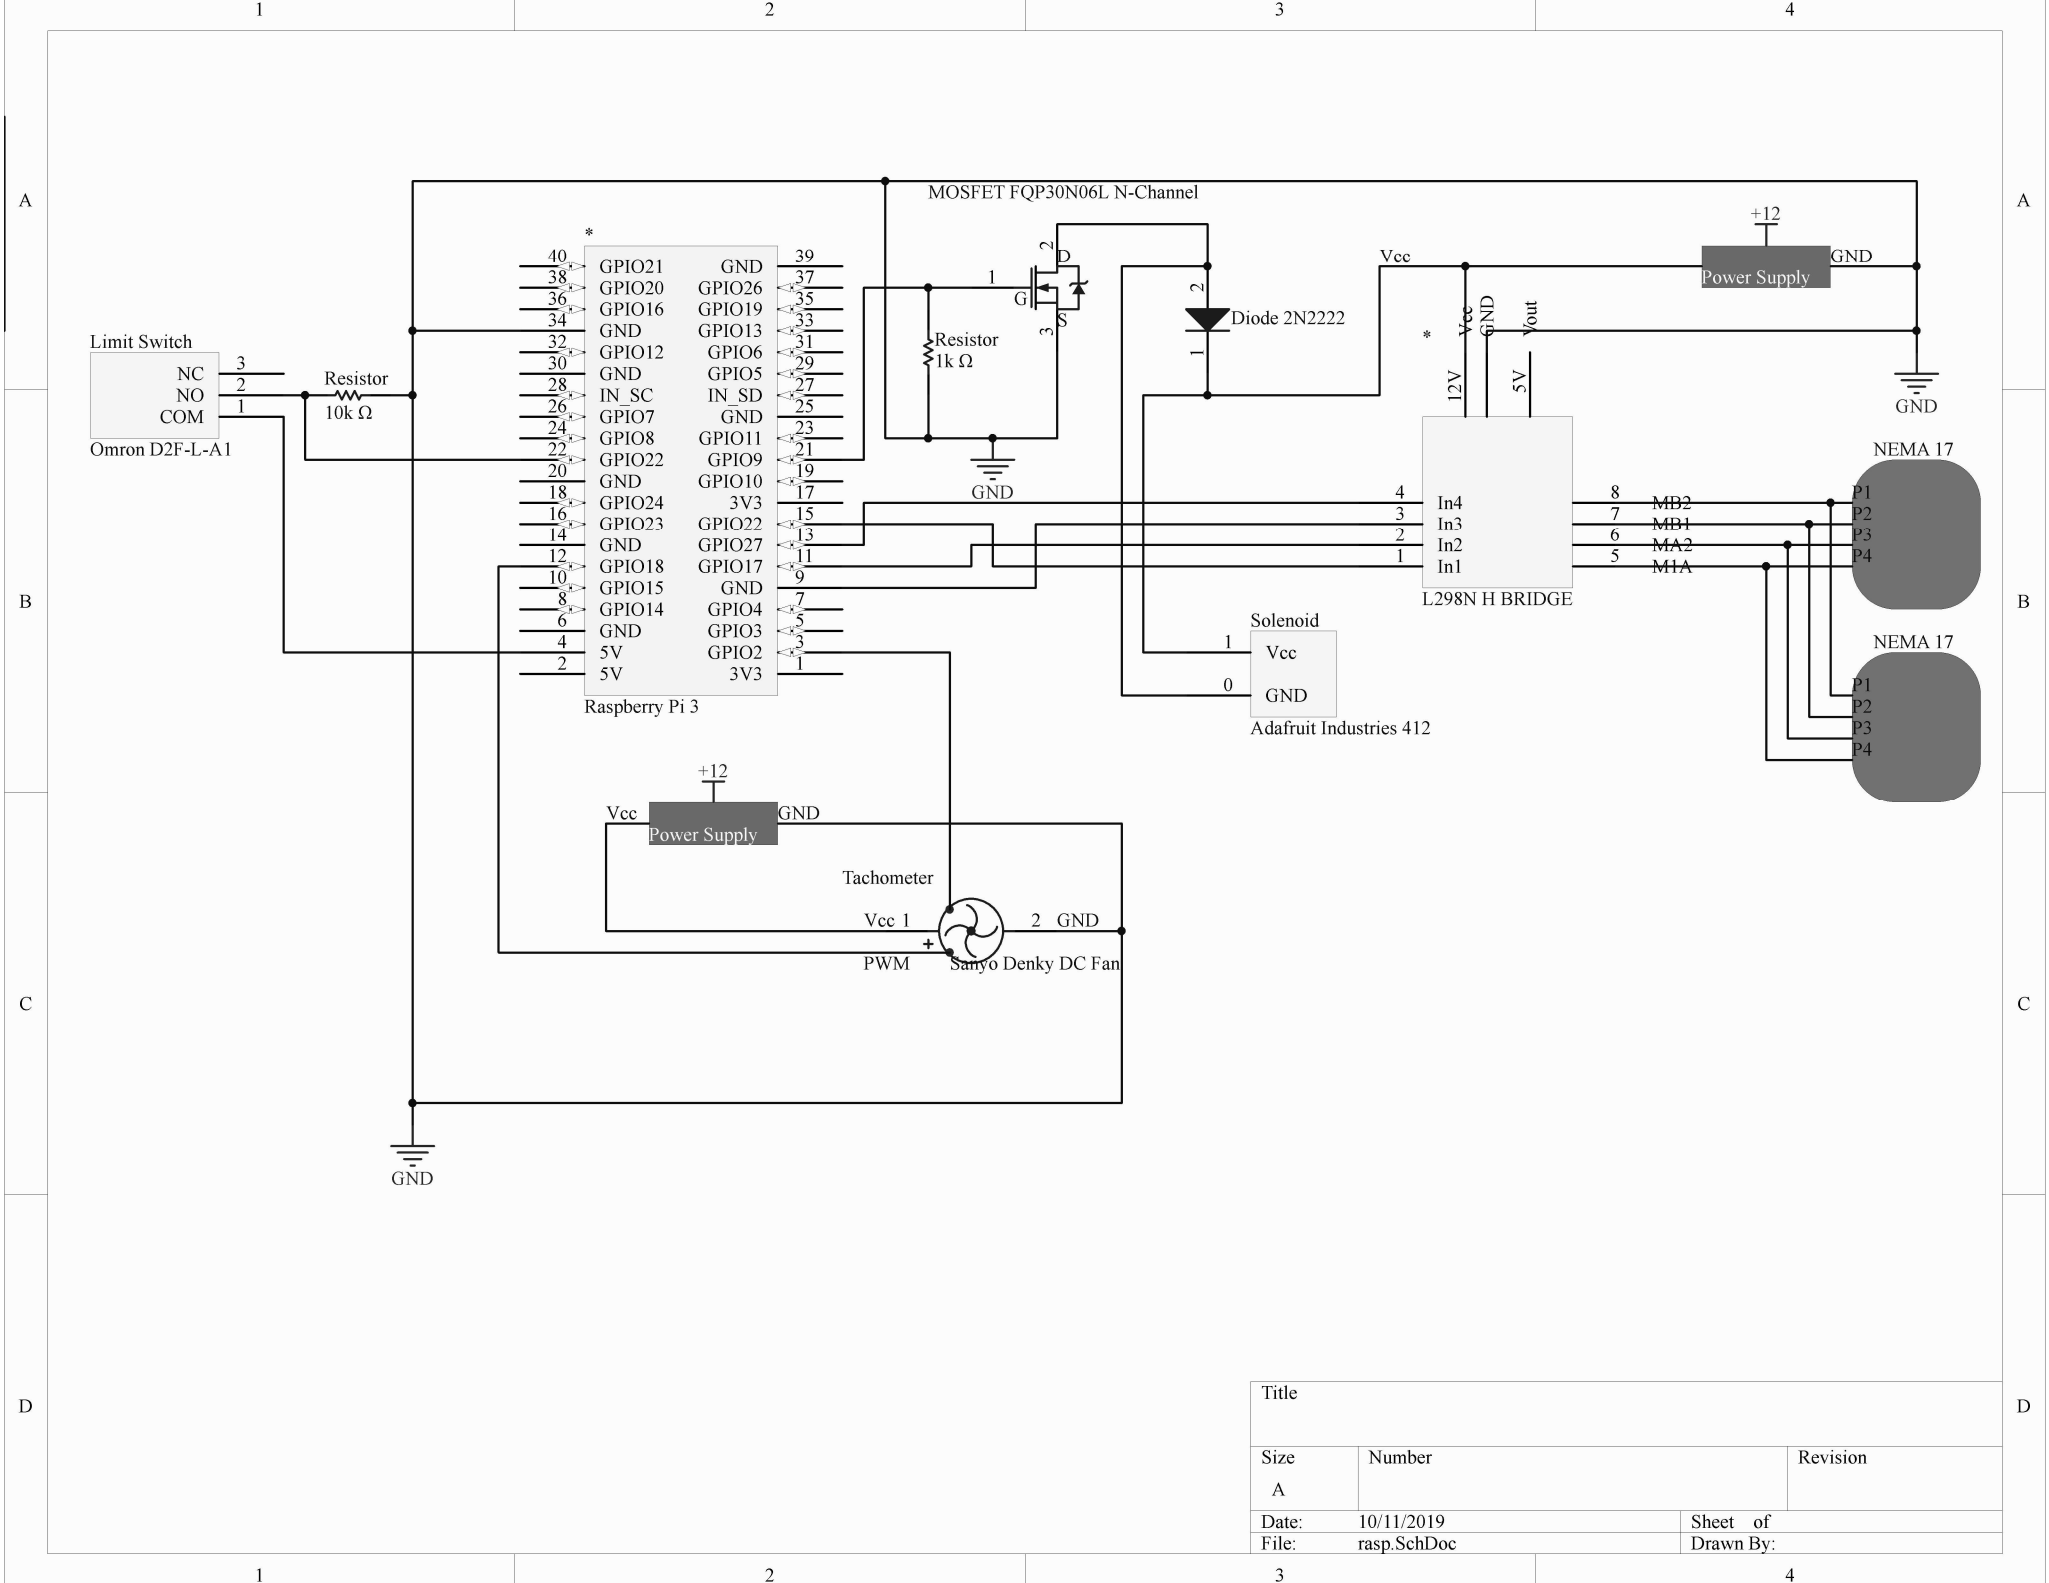 1 2 3 4
A A
MOSFET FQP30N06L N-Channel
+12
Vcc
GND
Power Supply
*
40 GPIO21 GND 39
38 GPIO20 GPIO26 37
36 GPIO16 GPIO19 35
34 GND GPIO13 33
32 GPIO12 GPIO6 31
30 GND GPIO5 29
28 IN_SC IN_SD 27
26 GPIO7 GND 25
24 GPIO8 GPIO11 23
22 GPIO22 GPIO9 21
20 GND GPIO10 19
18 GPIO24 3V3 17
16 GPIO23 GPIO22 15
14 GND GPIO27 13
12 GPIO18 GPIO17 11
10 GPIO15 GND 9
8 GPIO14 GPIO4 7
6 GND GPIO3 5
4 5V GPIO2 3
2 5V 3V3 1
Raspberry Pi 3
Limit Switch
NC 3
NO 2
COM 1
Omron D2F-L-A1
Resistor
10k Ω
2 D
1 G
3 S
Resistor
1k Ω
GND
2
Diode 2N2222
1
*
Vcc GND Vout
12V 5V
GND
4 In4 8 MB2
3 In3 7 MB1
2 In2 6 MA2
1 In1 5 M1A
L298N H BRIDGE
NEMA 17
P1
P2
P3
P4
B B
NEMA 17
P1
P2
P3
P4
Solenoid
1 Vcc
0 GND
Adafruit Industries 412
+12
Vcc GND
Power Supply
Tachometer
Vcc 1 2 GND
+
PWM Sanyo Denky DC Fan
C C
GND
D D
Title
Size Number Revision
A
Date: 10/11/2019 Sheet of
File: rasp.SchDoc Drawn By:
1 2 3 4